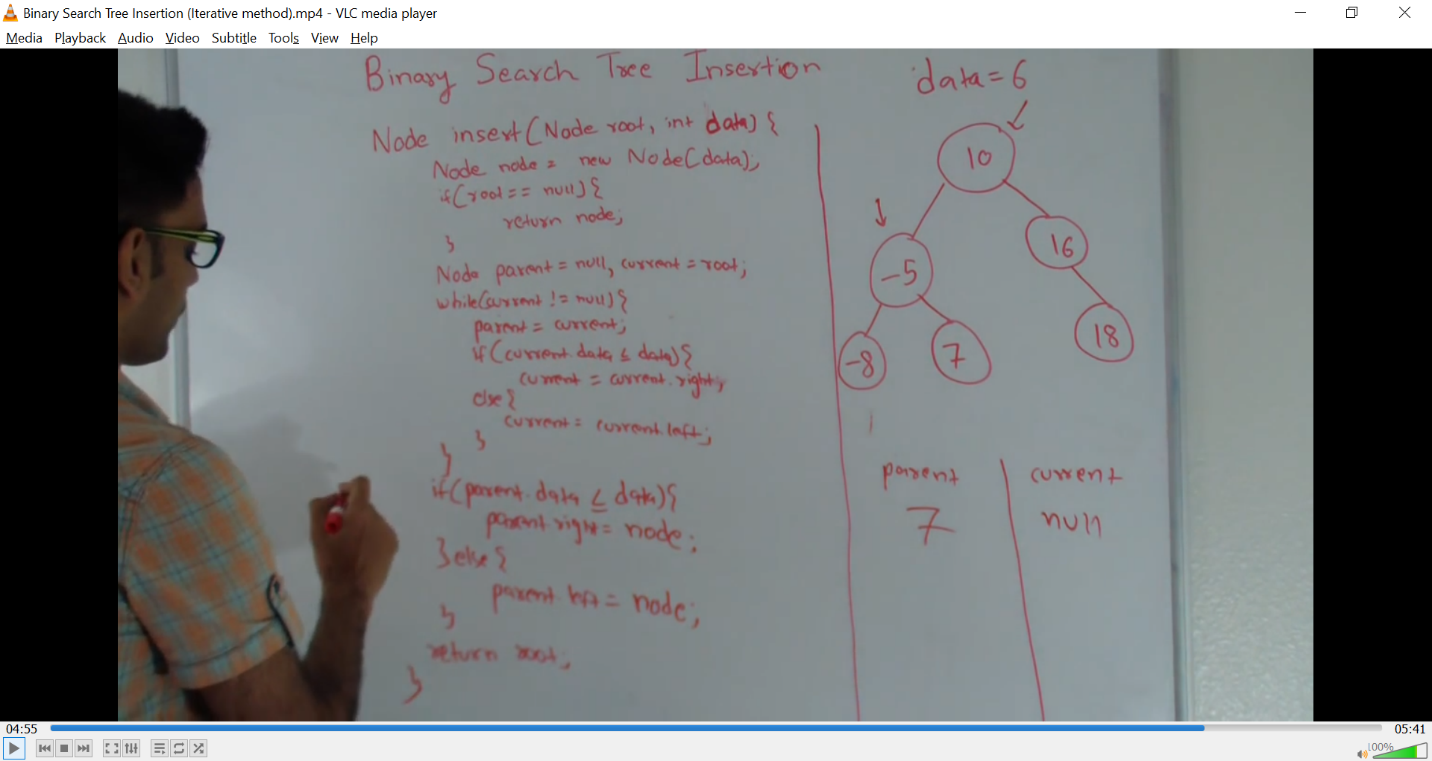 Binary Search Tree Insertion (Iterative method).mp4 - VLC media player
Media Playback Audio Video Subtitle Tools View Help
Binary Search Tree Insertion
Node insert(Node root, int data) {
Node node = new Node(data);
if(root == null) {
return node;
}
Node parent = null, current = root;
while(current != null) {
parent = current;
if(current.data ≤ data) {
current = current.right;
else {
current = current.left;
}
}
if(parent.data ≤ data) {
parent.right = node;
} else {
parent.left = node;
}
return root;
}
data = 6
10
-5
16
-8
7
18
parent current
7 null
04:55
05:41
100%